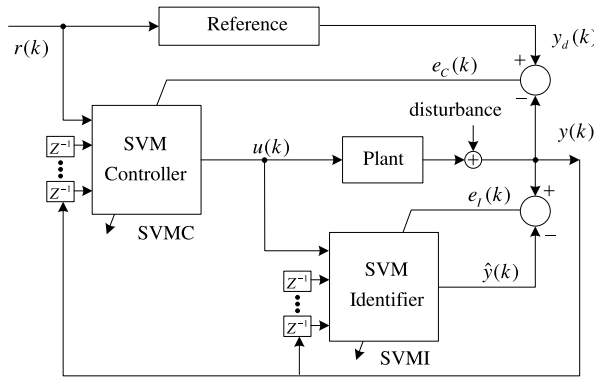 Reference
r(k)
y_d(k)
e_C(k)
+
−
disturbance
SVM
Controller
Z⁻¹
Z⁻¹
u(k)
Plant
+
y(k)
SVMC
e_I(k)
+
−
SVM
Identifier
Z⁻¹
Z⁻¹
ŷ(k)
SVMI